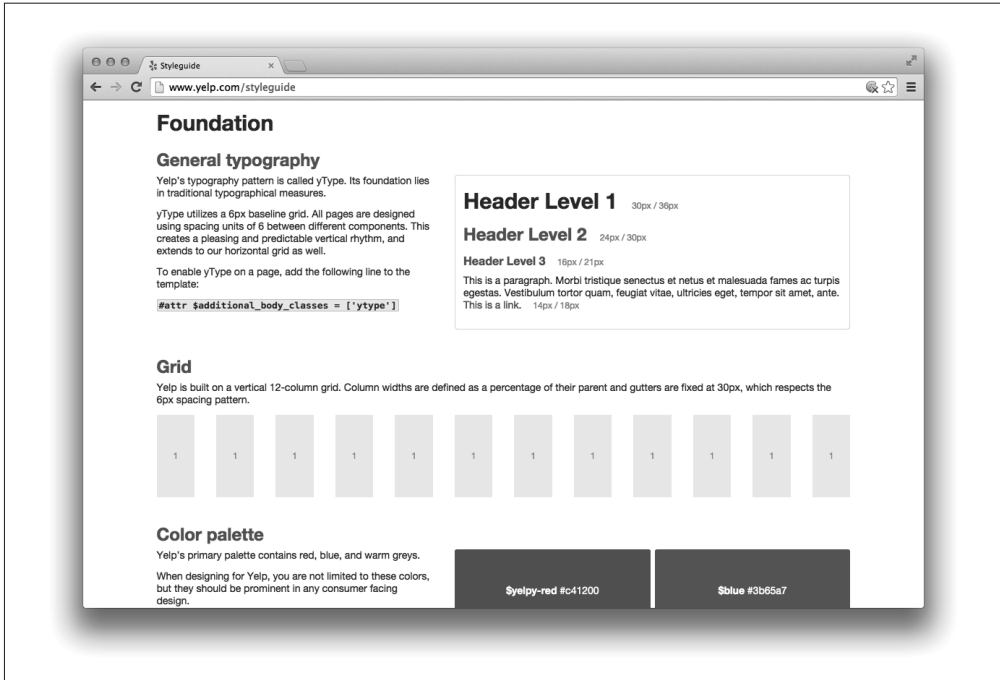 Styleguide
www.yelp.com/styleguide
Foundation
General typography
Yelp's typography pattern is called yType. Its foundation lies
in traditional typographical measures.
yType utilizes a 6px baseline grid. All pages are designed
using spacing units of 6 between different components. This
creates a pleasing and predictable vertical rhythm, and
extends to our horizontal grid as well.
To enable yType on a page, add the following line to the
template:
#attr $additional_body_classes = ['ytype']
Header Level 1 30px / 36px
Header Level 2 24px / 30px
Header Level 3 16px / 21px
This is a paragraph. Morbi tristique senectus et netus et malesuada fames ac turpis
egestas. Vestibulum tortor quam, feugiat vitae, ultricies eget, tempor sit amet, ante.
This is a link. 14px / 18px
Grid
Yelp is built on a vertical 12-column grid. Column widths are defined as a percentage of their parent and gutters are fixed at 30px, which respects the
6px spacing pattern.
1 1 1 1 1 1 1 1 1 1 1 1
Color palette
Yelp's primary palette contains red, blue, and warm greys.
When designing for Yelp, you are not limited to these colors,
but they should be prominent in any consumer facing
design.
$yelpy-red #c41200
$blue #3b65a7